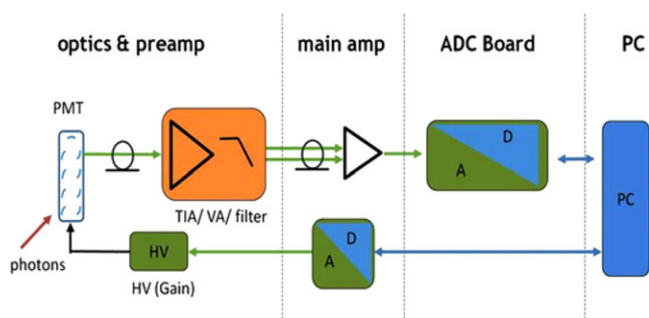 optics & preamp
main amp
ADC Board
PC
PMT
D
A
PC
TIA/ VA/ filter
photons
HV
HV (Gain)
D
A